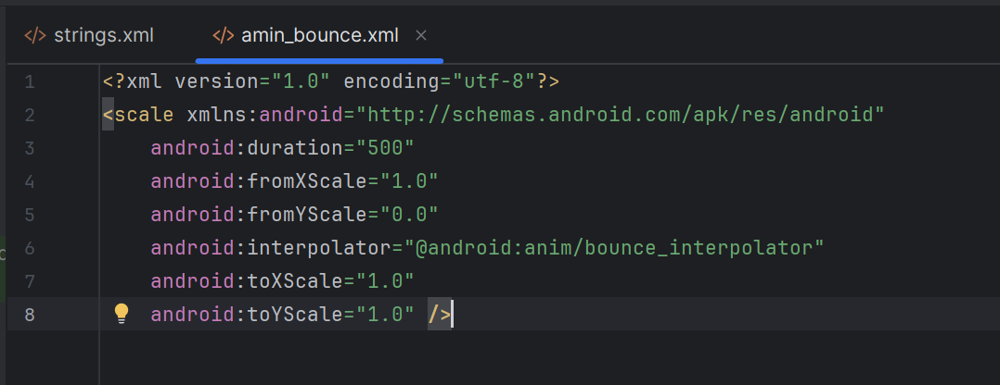 </> strings.xml </> amin_bounce.xml ×
1 <?xml version="1.0" encoding="utf-8"?>
2 <scale xmlns:android="http://schemas.android.com/apk/res/android"
3 android:duration="500"
4 android:fromXScale="1.0"
5 android:fromYScale="0.0"
6 android:interpolator="@android:anim/bounce_interpolator"
7 android:toXScale="1.0"
8 android:toYScale="1.0" />